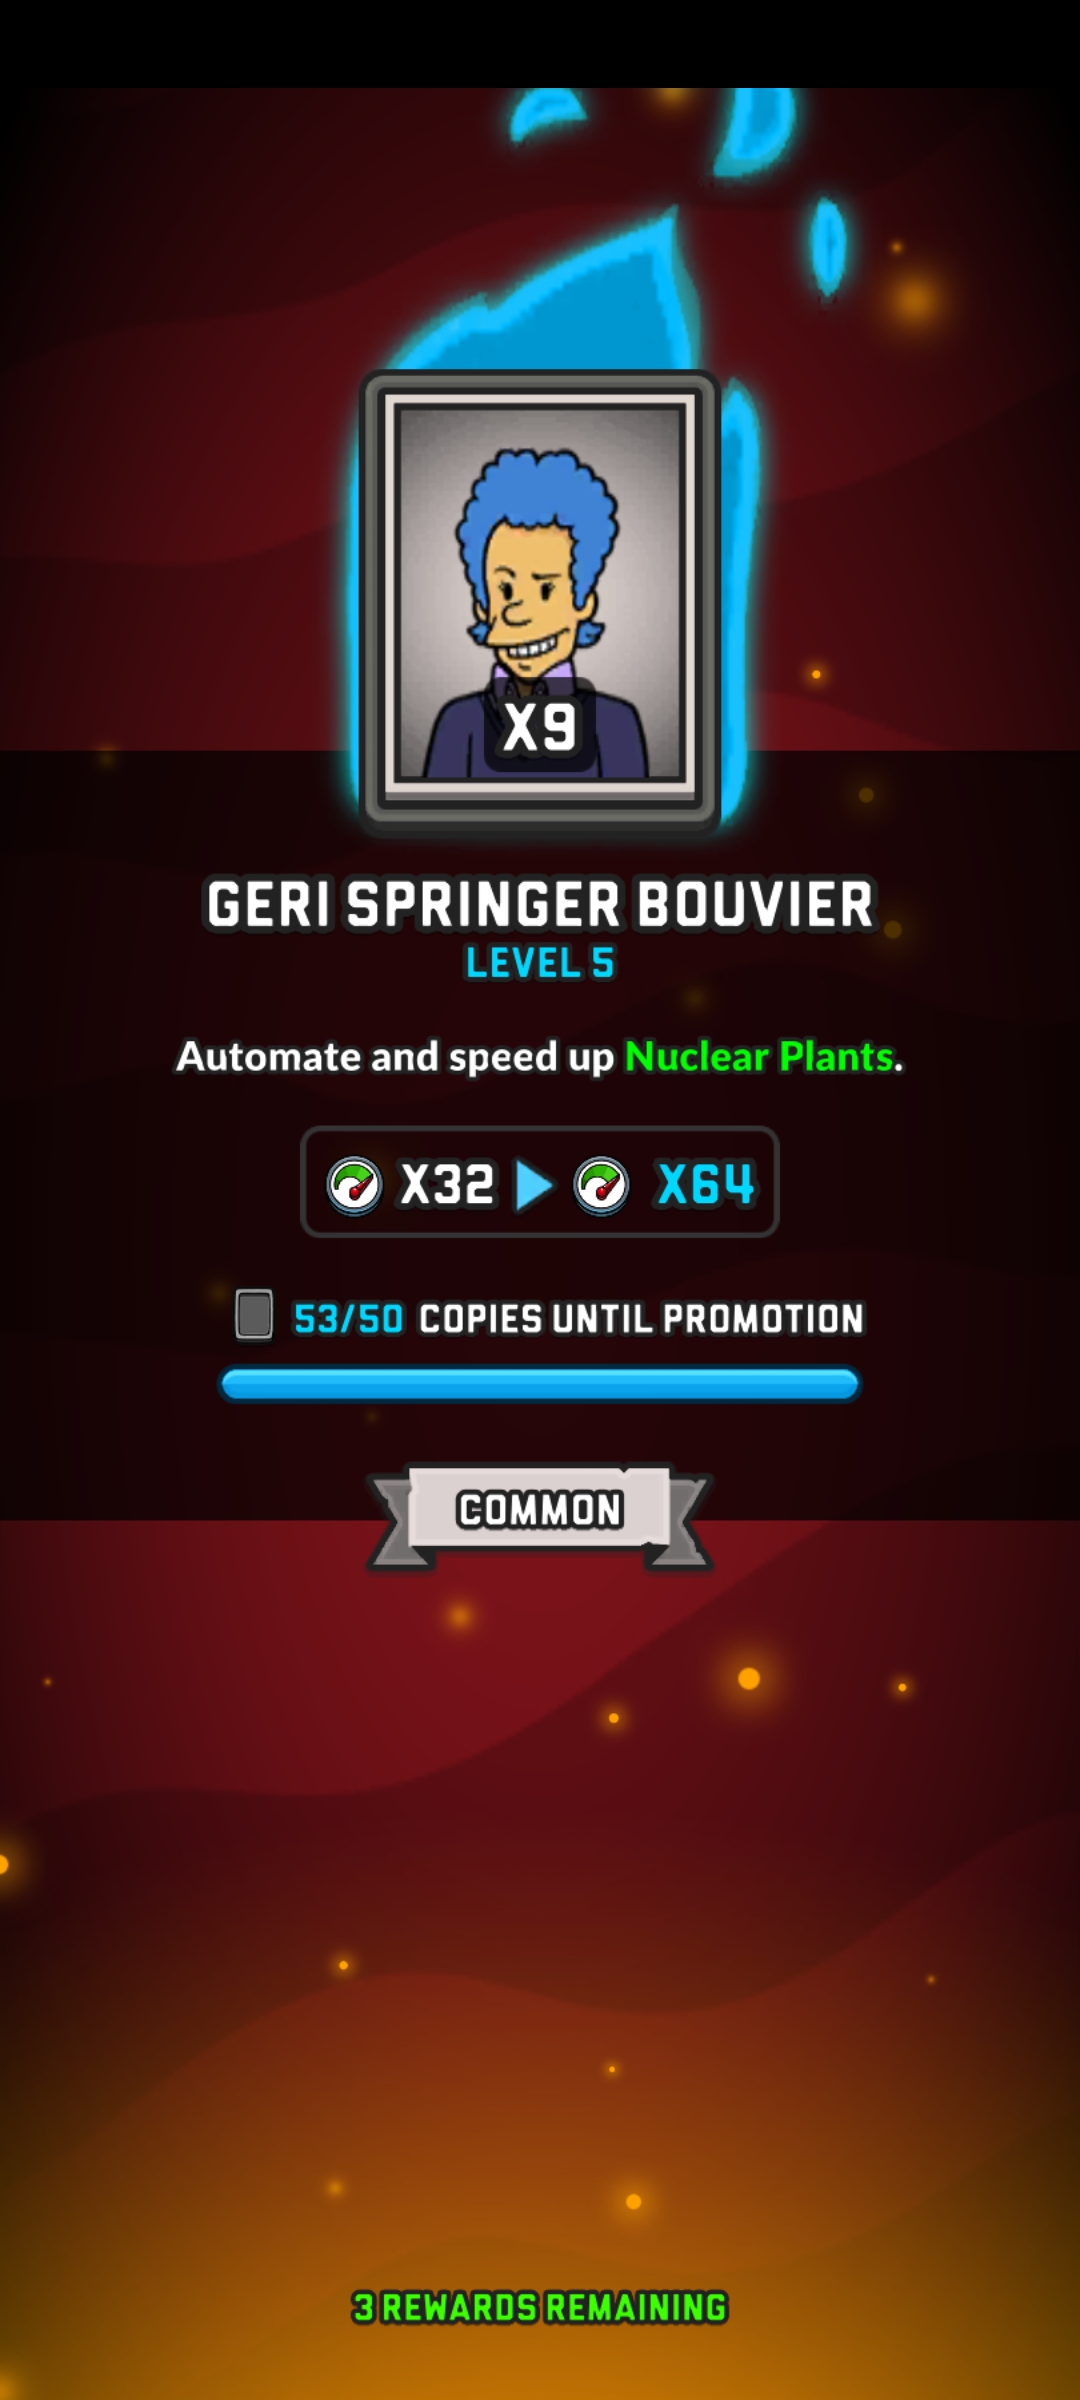 X9
GERI SPRINGER BOUVIER
LEVEL 5
Automate and speed up Nuclear Plants.
X32 X64
53/50 COPIES UNTIL PROMOTION
COMMON
3 REWARDS REMAINING